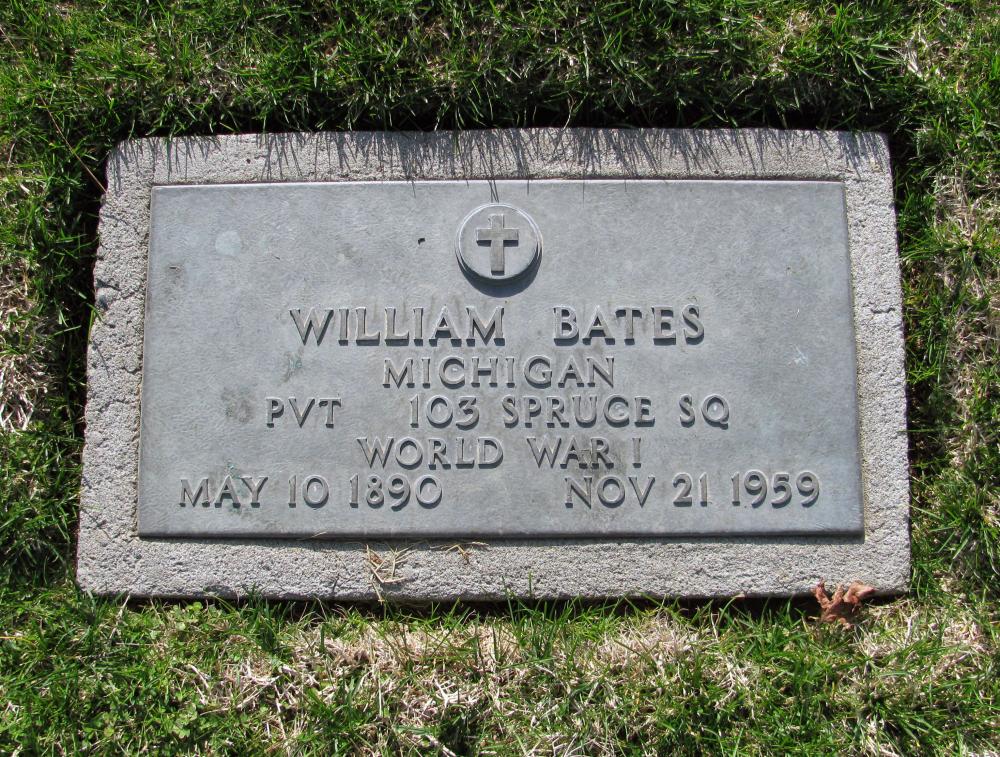 WILLIAM BATES
MICHIGAN
PVT 103 SPRUCE SQ
WORLD WAR I
MAY 10 1890 NOV 21 1959